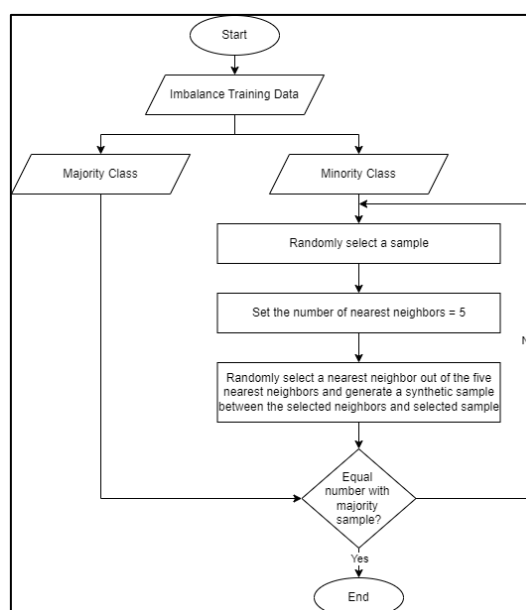 Start
Imbalance Training Data
Majority Class
Minority Class
Randomly select a sample
Set the number of nearest neighbors = 5
N
Randomly select a nearest neighbor out of the five
nearest neighbors and generate a synthetic sample
between the selected neighbors and selected sample
Equal
number with
majority
sample?
Yes
End